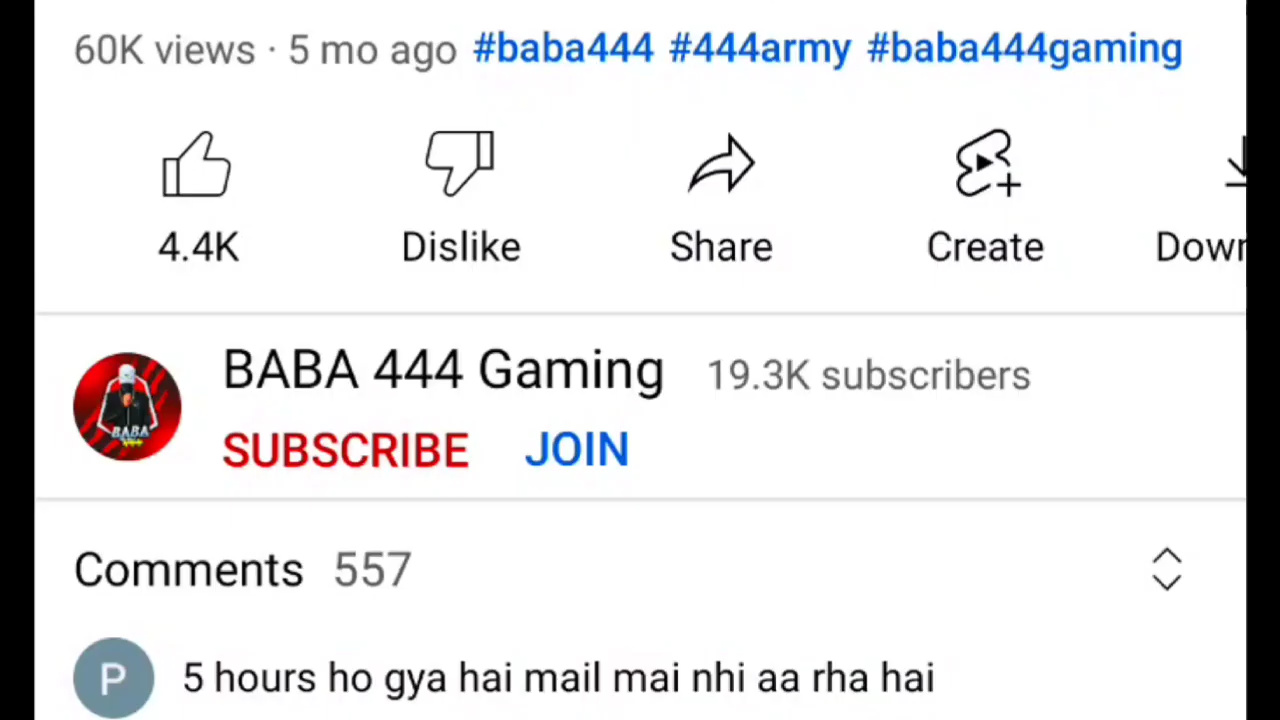 60K views · 5 mo ago #baba444 #444army #baba444gaming
4.4K Dislike Share Create Down
BABA 444 Gaming 19.3K subscribers
BABA
SUBSCRIBE JOIN
Comments 557
P 5 hours ho gya hai mail mai nhi aa rha hai